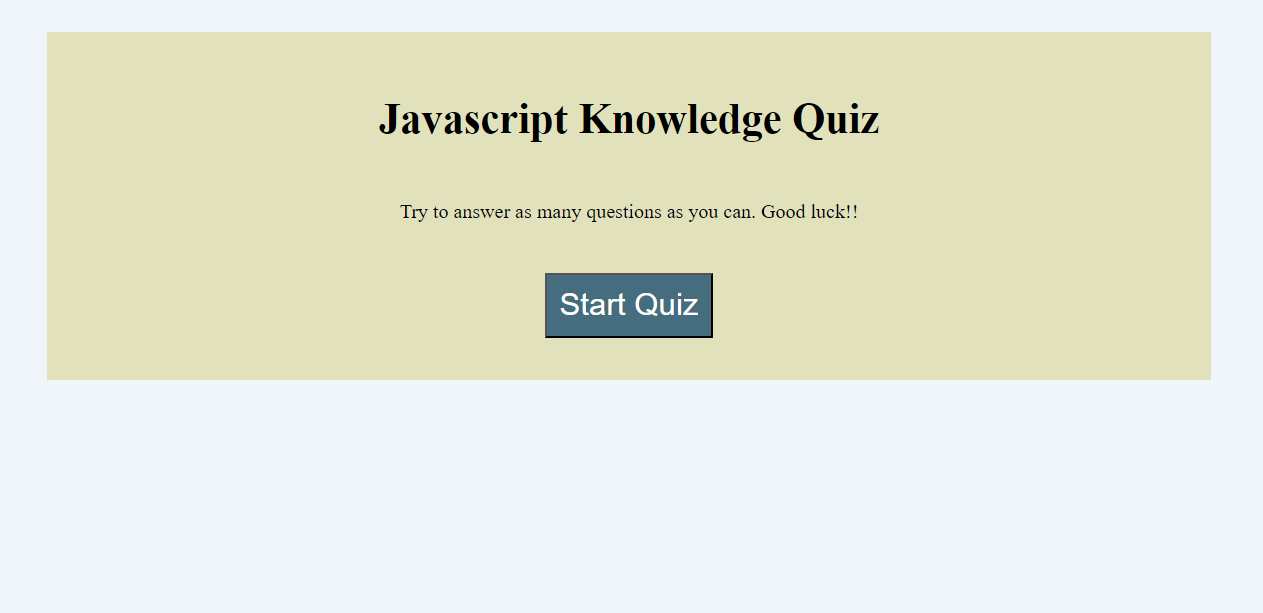 Javascript Knowledge Quiz
Try to answer as many questions as you can. Good luck!!
Start Quiz